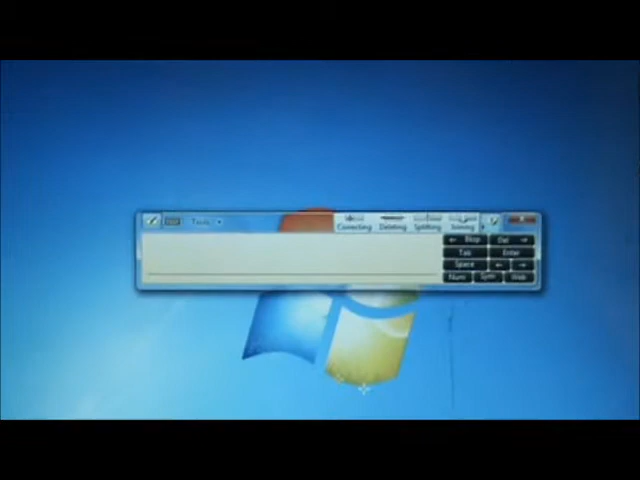 Tools
Correcting Deleting Splitting Joining
← Bksp Del →
Tab Enter
Space ← →
Num Sym Web